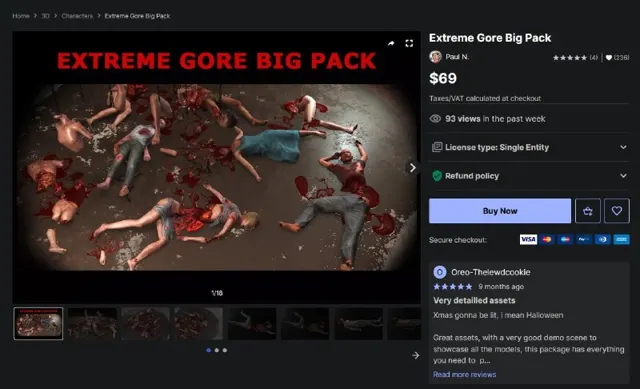 Home > 3D > Characters > Extreme Gore Big Pack
EXTREME GORE BIG PACK
1/18
Extreme Gore Big Pack
Paul N.
(4) | (336)
$69
Taxes/VAT calculated at checkout
93 views in the past week
License type: Single Entity
Refund policy
Buy Now
Secure checkout:
VISA
O Oreo-Thelewdcookie
9 months ago
Very detailled assets
Xmas gonna be lit, i mean Halloween
Great assets, with a very good demo scene to
showcase all the models, this package has everything
you need to p...
Read more reviews